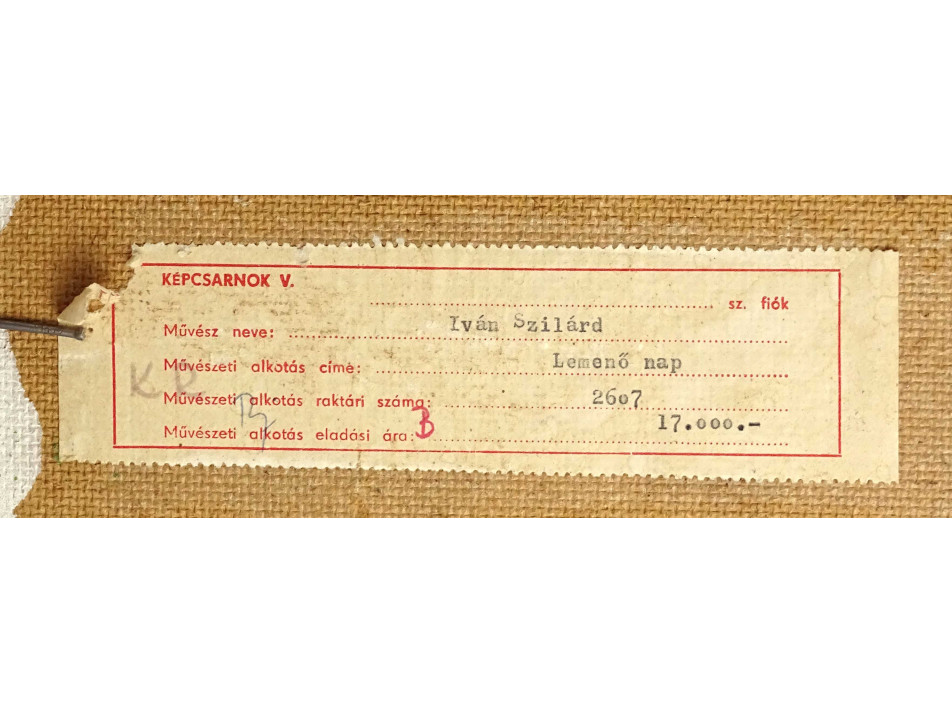 KÉPCSARNOK V.
sz. fiók
Művész neve: Iván Szilárd
Művészeti alkotás címe: Lemenő nap
Művészeti alkotás raktári száma: 2607
Művészeti alkotás eladási ára: B 17.000.-